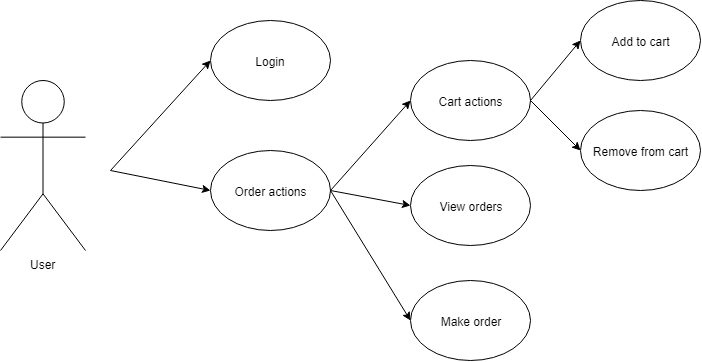 Add to cart
Login
Cart actions
Remove from cart
Order actions
View orders
User
Make order